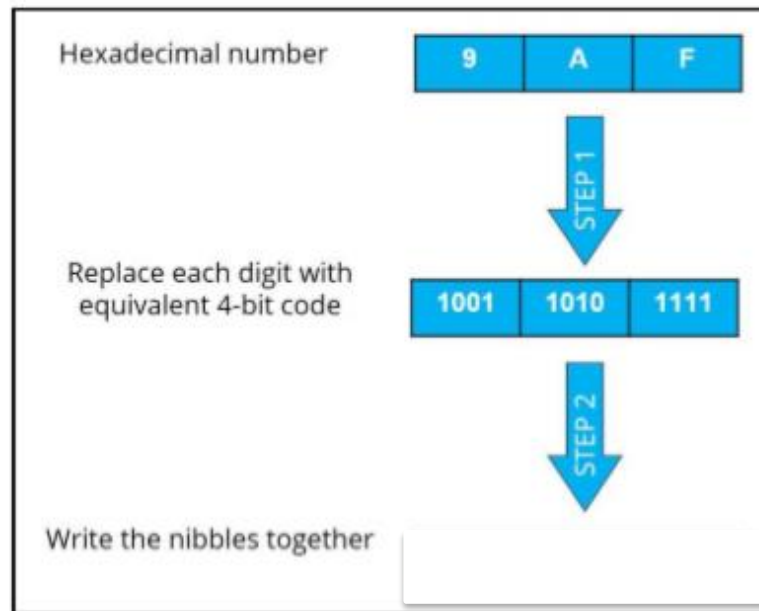 Hexadecimal number
9 A F
STEP 1
Replace each digit with
equivalent 4-bit code
1001 1010 1111
STEP 2
Write the nibbles together